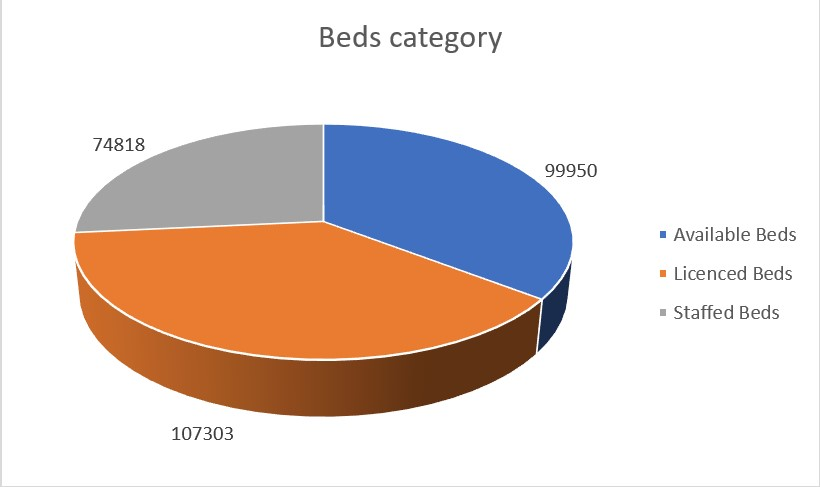 Beds category
74818
99950
107303
Available Beds
Licenced Beds
Staffed Beds